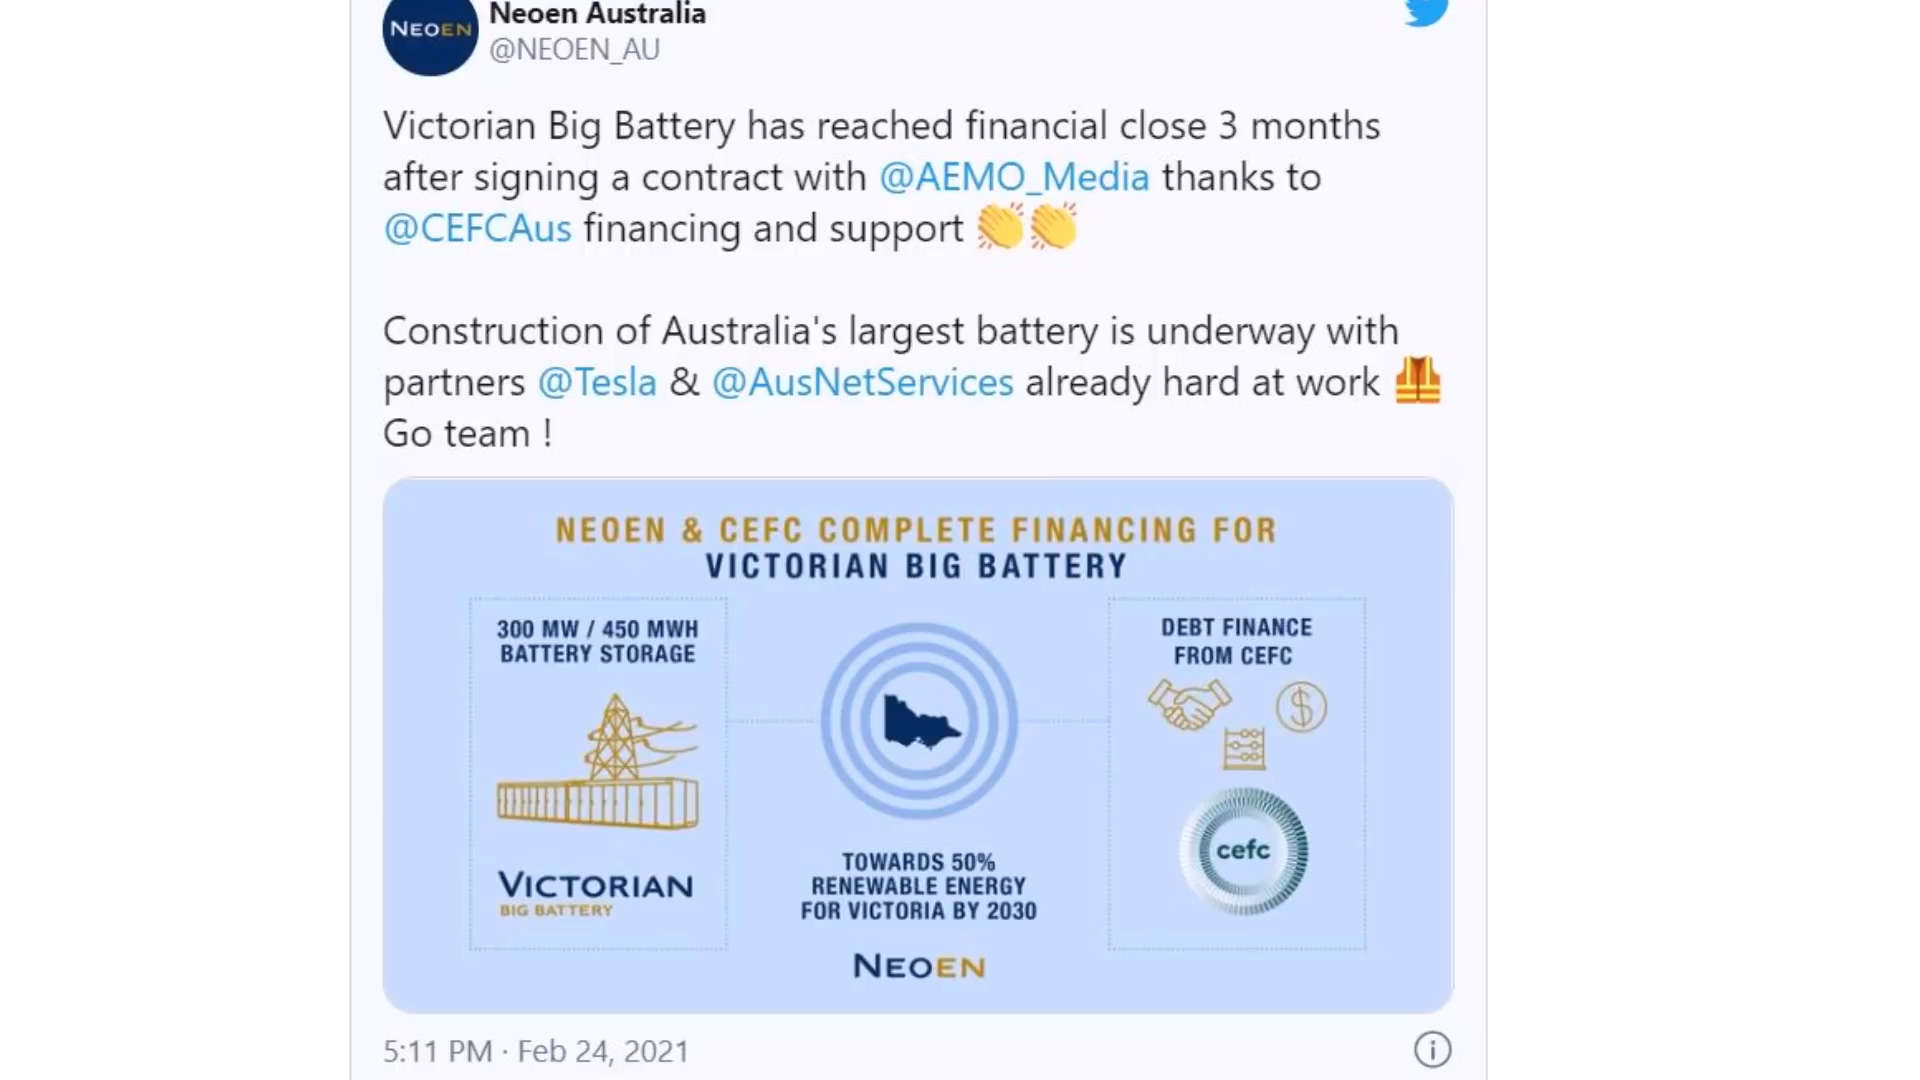 Neoen Australia
NEOEN
@NEOEN_AU
Victorian Big Battery has reached financial close 3 months
after signing a contract with @AEMO_Media thanks to
@CEFCAus financing and support 👏👏
Construction of Australia's largest battery is underway with
partners @Tesla & @AusNetServices already hard at work 🦺
Go team !
NEOEN & CEFC COMPLETE FINANCING FOR
VICTORIAN BIG BATTERY
300 MW / 450 MWH
BATTERY STORAGE
VICTORIAN
BIG BATTERY
TOWARDS 50%
RENEWABLE ENERGY
FOR VICTORIA BY 2030
NEOEN
DEBT FINANCE
FROM CEFC
cefc
5:11 PM · Feb 24, 2021